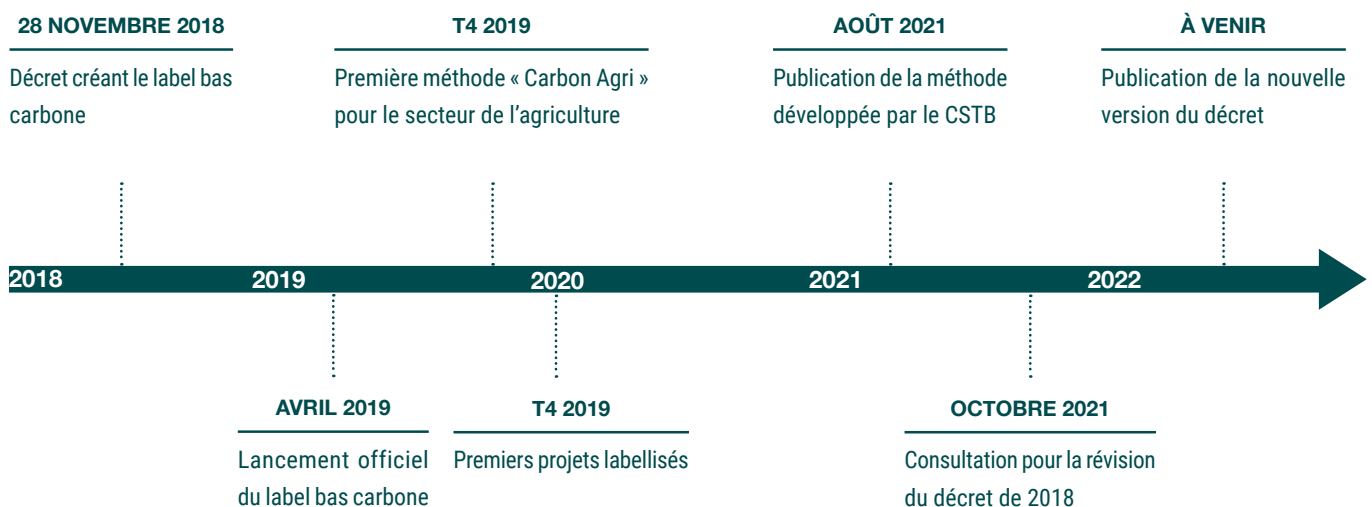 28 NOVEMBRE 2018
Décret créant le label bas
carbone
T4 2019
Première méthode « Carbon Agri »
pour le secteur de l’agriculture
AOÛT 2021
Publication de la méthode
développée par le CSTB
À VENIR
Publication de la nouvelle
version du décret
2018
2019
2020
2021
2022
AVRIL 2019
Lancement officiel
du label bas carbone
T4 2019
Premiers projets labellisés
OCTOBRE 2021
Consultation pour la révision
du décret de 2018